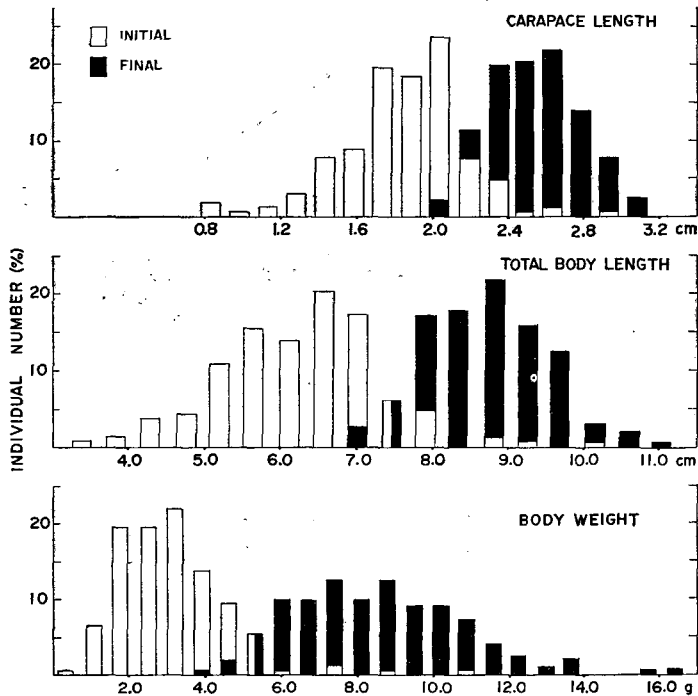 CARAPACE LENGTH
INITIAL
FINAL
20
10
0.8 1.2 1.6 2.0 2.4 2.8 3.2 cm
TOTAL BODY LENGTH
20
10
4.0 5.0 6.0 7.0 8.0 9.0 10.0 11.0 cm
INDIVIDUAL NUMBER (%)
BODY WEIGHT
20
10
2.0 4.0 6.0 8.0 10.0 12.0 14.0 16.0 g